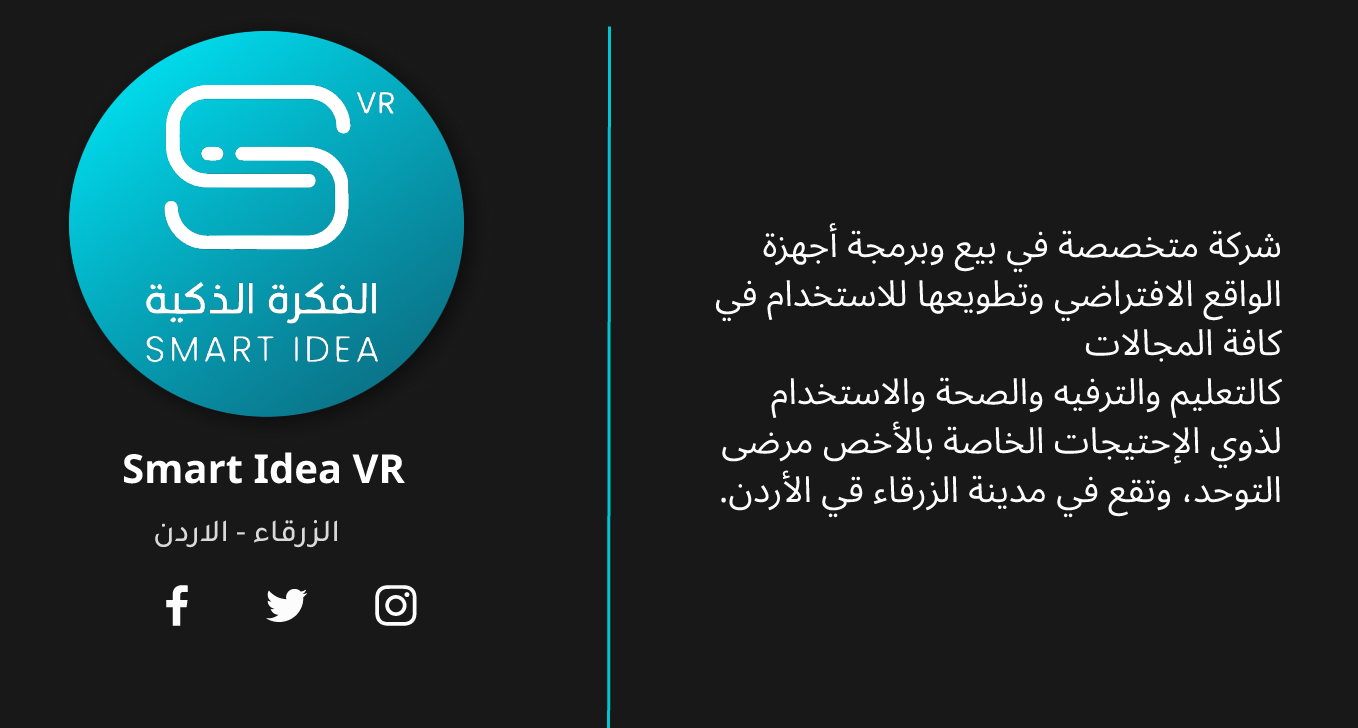 VR
الفكرة الذكية
SMART IDEA
Smart Idea VR
الزرقاء - الاردن
شركة متخصصة في بيع وبرمجة أجهزة
الواقع الافتراضي وتطويعها للاستخدام في
كافة المجالات
كالتعليم والترفيه والصحة والاستخدام
لذوي الإحتيجات الخاصة بالأخص مرضى
التوحد، وتقع في مدينة الزرقاء قي الأردن.